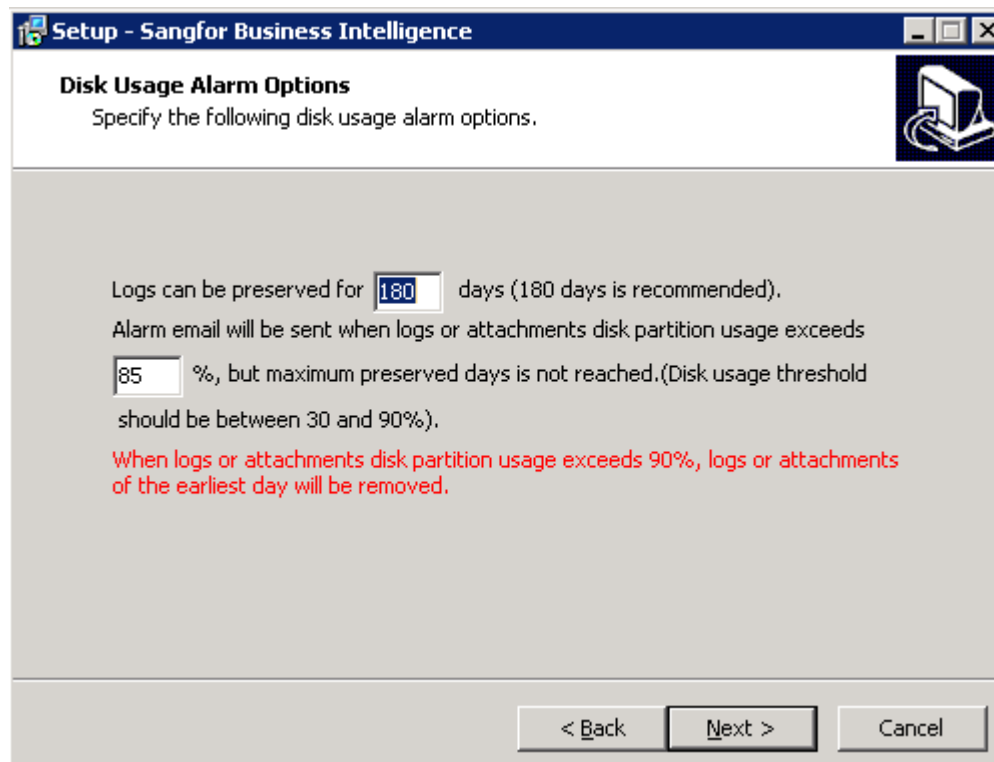 Setup - Sangfor Business Intelligence
Disk Usage Alarm Options
Specify the following disk usage alarm options.
Logs can be preserved for 180 days (180 days is recommended).
Alarm email will be sent when logs or attachments disk partition usage exceeds
85 %, but maximum preserved days is not reached.(Disk usage threshold
should be between 30 and 90%).
When logs or attachments disk partition usage exceeds 90%, logs or attachments
of the earliest day will be removed.
< Back Next > Cancel